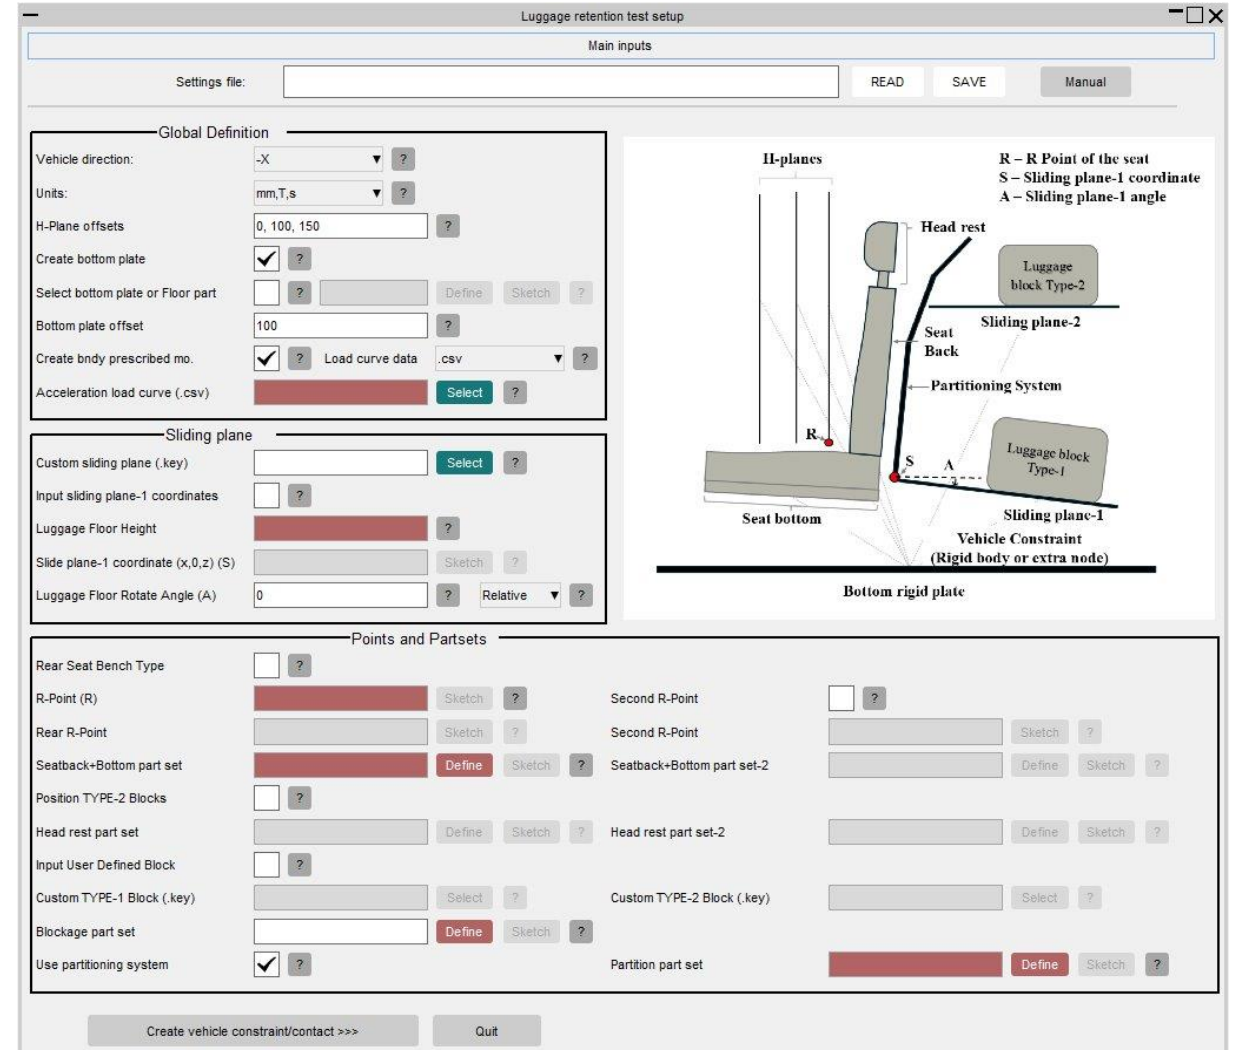 Luggage retention test setup
Main inputs
Settings file:
READ
SAVE
Manual
Global Definition
Vehicle direction:
-X
?
Units:
mm,T,s
?
H-Plane offsets
0, 100, 150
?
Create bottom plate
?
Select bottom plate or Floor part
?
Define
Sketch
?
Bottom plate offset
100
?
Create bndy prescribed mo.
?
Load curve data
.csv
?
Acceleration load curve (.csv)
Select
?
Sliding plane
Custom sliding plane (.key)
Select
?
Input sliding plane-1 coordinates
?
Luggage Floor Height
?
Slide plane-1 coordinate (x,0,z) (S)
Sketch
?
Luggage Floor Rotate Angle (A)
0
?
Relative
?
H-planes
R – R Point of the seat
S – Sliding plane-1 coordinate
A – Sliding plane-1 angle
Head rest
Luggage
block Type-2
Sliding plane-2
Seat
Back
Partitioning System
R
S
A
Luggage block
Type-1
Seat bottom
Sliding plane-1
Vehicle Constraint
(Rigid body or extra node)
Bottom rigid plate
Points and Partsets
Rear Seat Bench Type
?
R-Point (R)
Sketch
?
Second R-Point
?
Rear R-Point
Sketch
?
Second R-Point
Sketch
?
Seatback+Bottom part set
Define
Sketch
?
Seatback+Bottom part set-2
Define
Sketch
?
Position TYPE-2 Blocks
?
Head rest part set
Define
Sketch
?
Head rest part set-2
Define
Sketch
?
Input User Defined Block
?
Custom TYPE-1 Block (.key)
Select
?
Custom TYPE-2 Block (.key)
Select
?
Blockage part set
Define
Sketch
?
Use partitioning system
?
Partition part set
Define
Sketch
?
Create vehicle constraint/contact >>>
Quit